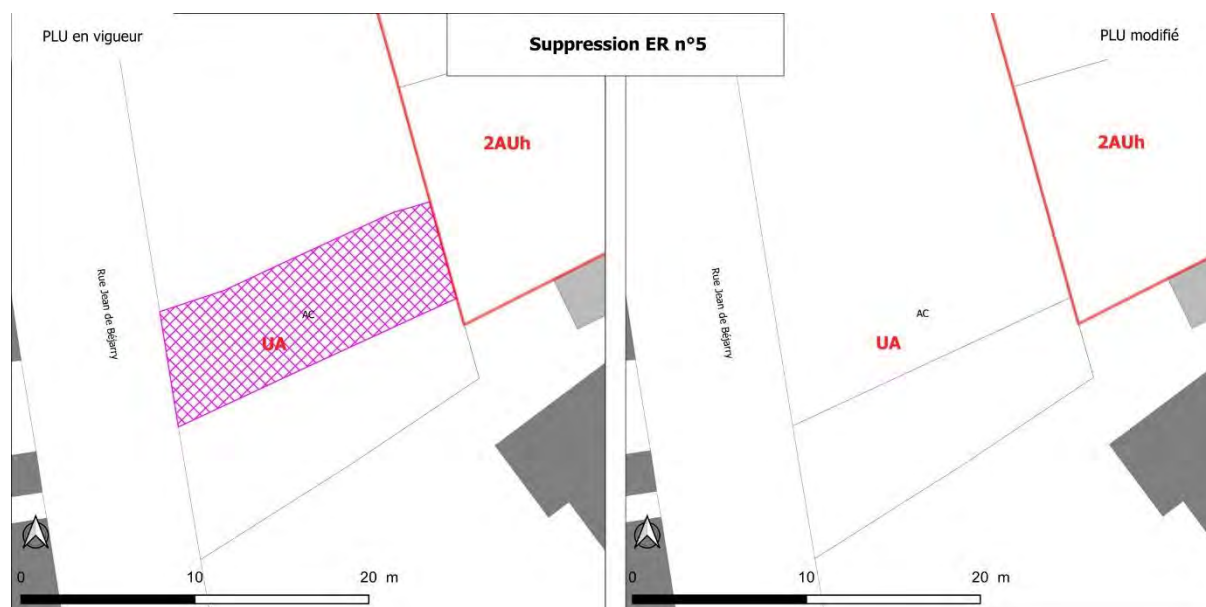 PLU en vigueur
Suppression ER n°5
PLU modifié
2AUh
Rue Jean de Béjarry
AC
UA
0 10 20 m
2AUh
Rue Jean de Béjarry
AC
UA
0 10 20 m